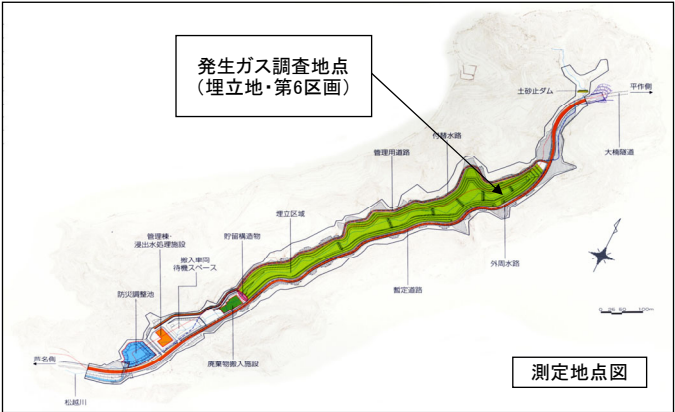 発生ガス調査地点
(埋立地・第6区画)
土砂止ダム
平作側
付替水路
大楠隧道
管理用道路
埋立区域
貯留構造物
管理棟・
浸出水処理施設
搬入車両
待機スペース
外周水路
防災調整池
暫定道路
芦名側
廃棄物搬入施設
松越川
測定地点図